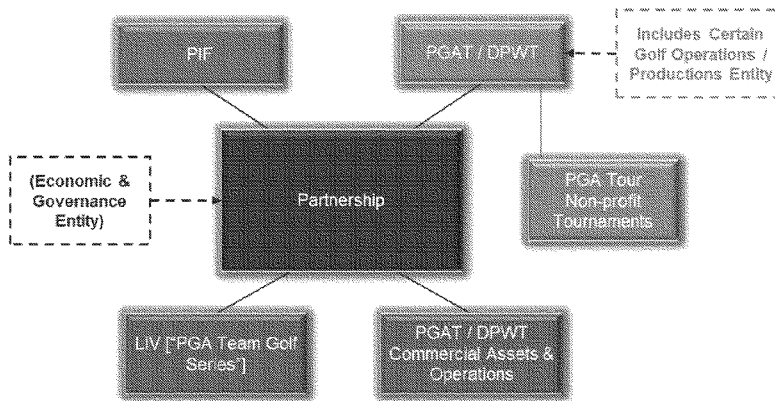 PIF
PGAT / DPWT
Includes Certain
Golf Operations /
Productions Entity
(Economic &
Governance
Entity)
Partnership
PGA Tour
Non-profit
Tournaments
LIV ["PGA Team Golf
Series"]
PGAT / DPWT
Commercial Assets &
Operations